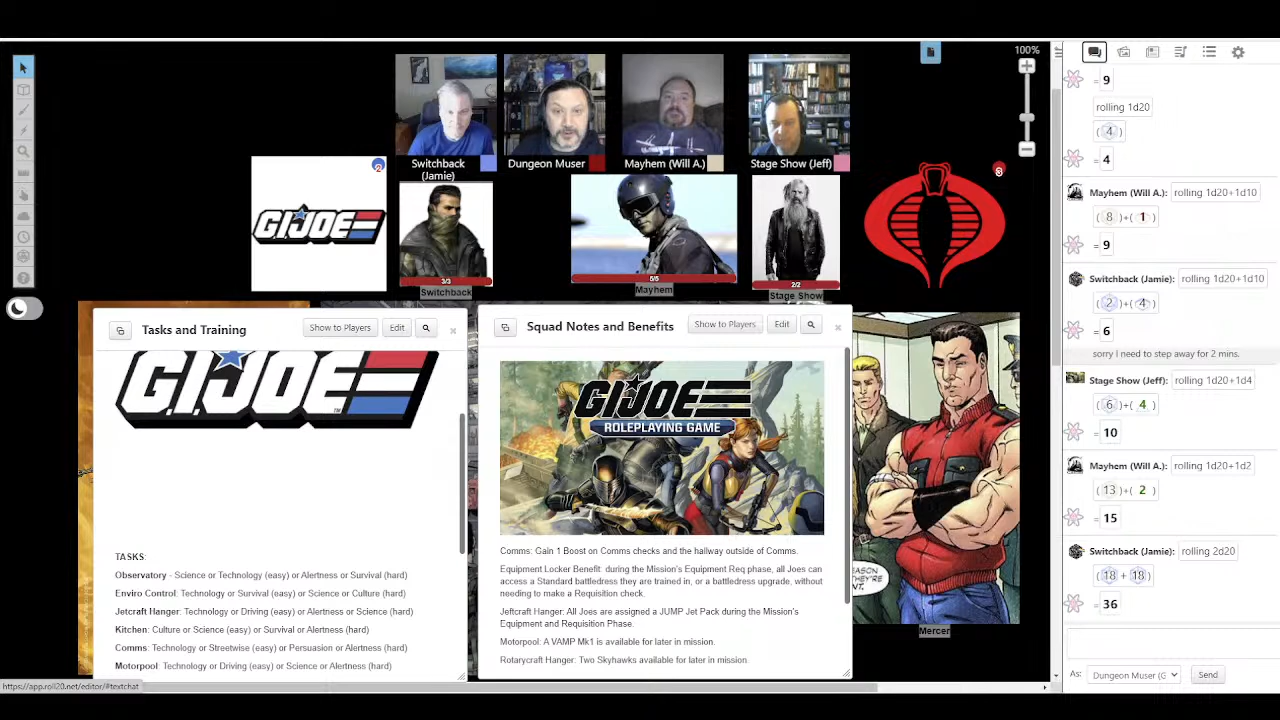 100%
Switchback
(Jamie)
Dungeon Muser
Mayhem (Will A.)
Stage Show (Jeff)
2
8
G.I.JOE
3/3
5/5
2/2
Switchback
Mayhem
Stage Show
Tasks and Training
Show to Players
Edit
×
G.I.JOE
TM
TASKS:
Observatory - Science or Technology (easy) or Alertness or Survival (hard)
Enviro Control: Technology or Survival (easy) or Science or Culture (hard)
Jetcraft Hangar: Technology or Driving (easy) or Alertness or Science (hard)
Kitchen: Culture or Science (easy) or Survival or Alertness (hard)
Comms: Technology or Streetwise (easy) or Persuasion or Alertness (hard)
Motorpool: Technology or Driving (easy) or Science or Alertness (hard)
Squad Notes and Benefits
Show to Players
Edit
×
G.I.JOE
ROLEPLAYING GAME
Comms: Gain 1 Boost on Comms checks and the hallway outside of Comms.
Equipment Locker Benefit: during the Mission's Equipment Req phase, all Joes can
access a Standard battledress they are trained in, or a battledress upgrade, without
needing to make a Requisition check.
Jeftcraft Hangar: All Joes are assigned a JUMP Jet Pack during the Mission's
Equipment and Requisition Phase.
Motorpool: A VAMP Mk1 is available for later in mission.
Rotarycraft Hangar: Two Skyhawks available for later in mission.
EASON
THEY'RE
NT.
Mercer
= 9
rolling 1d20
(4)
= 4
Mayhem (Will A.): rolling 1d20+1d10
(8)+(1)
= 9
Switchback (Jamie): rolling 1d20+1d10
(2)+(4)
= 6
sorry I need to step away for 2 mins.
Stage Show (Jeff): rolling 1d20+1d4
(6)+(4)
= 10
Mayhem (Will A.): rolling 1d20+1d2
(13)+(2)
= 15
Switchback (Jamie): rolling 2d20
(18+18)
= 36
As: Dungeon Muser (G
Send
https://app.roll20.net/editor/#textchat